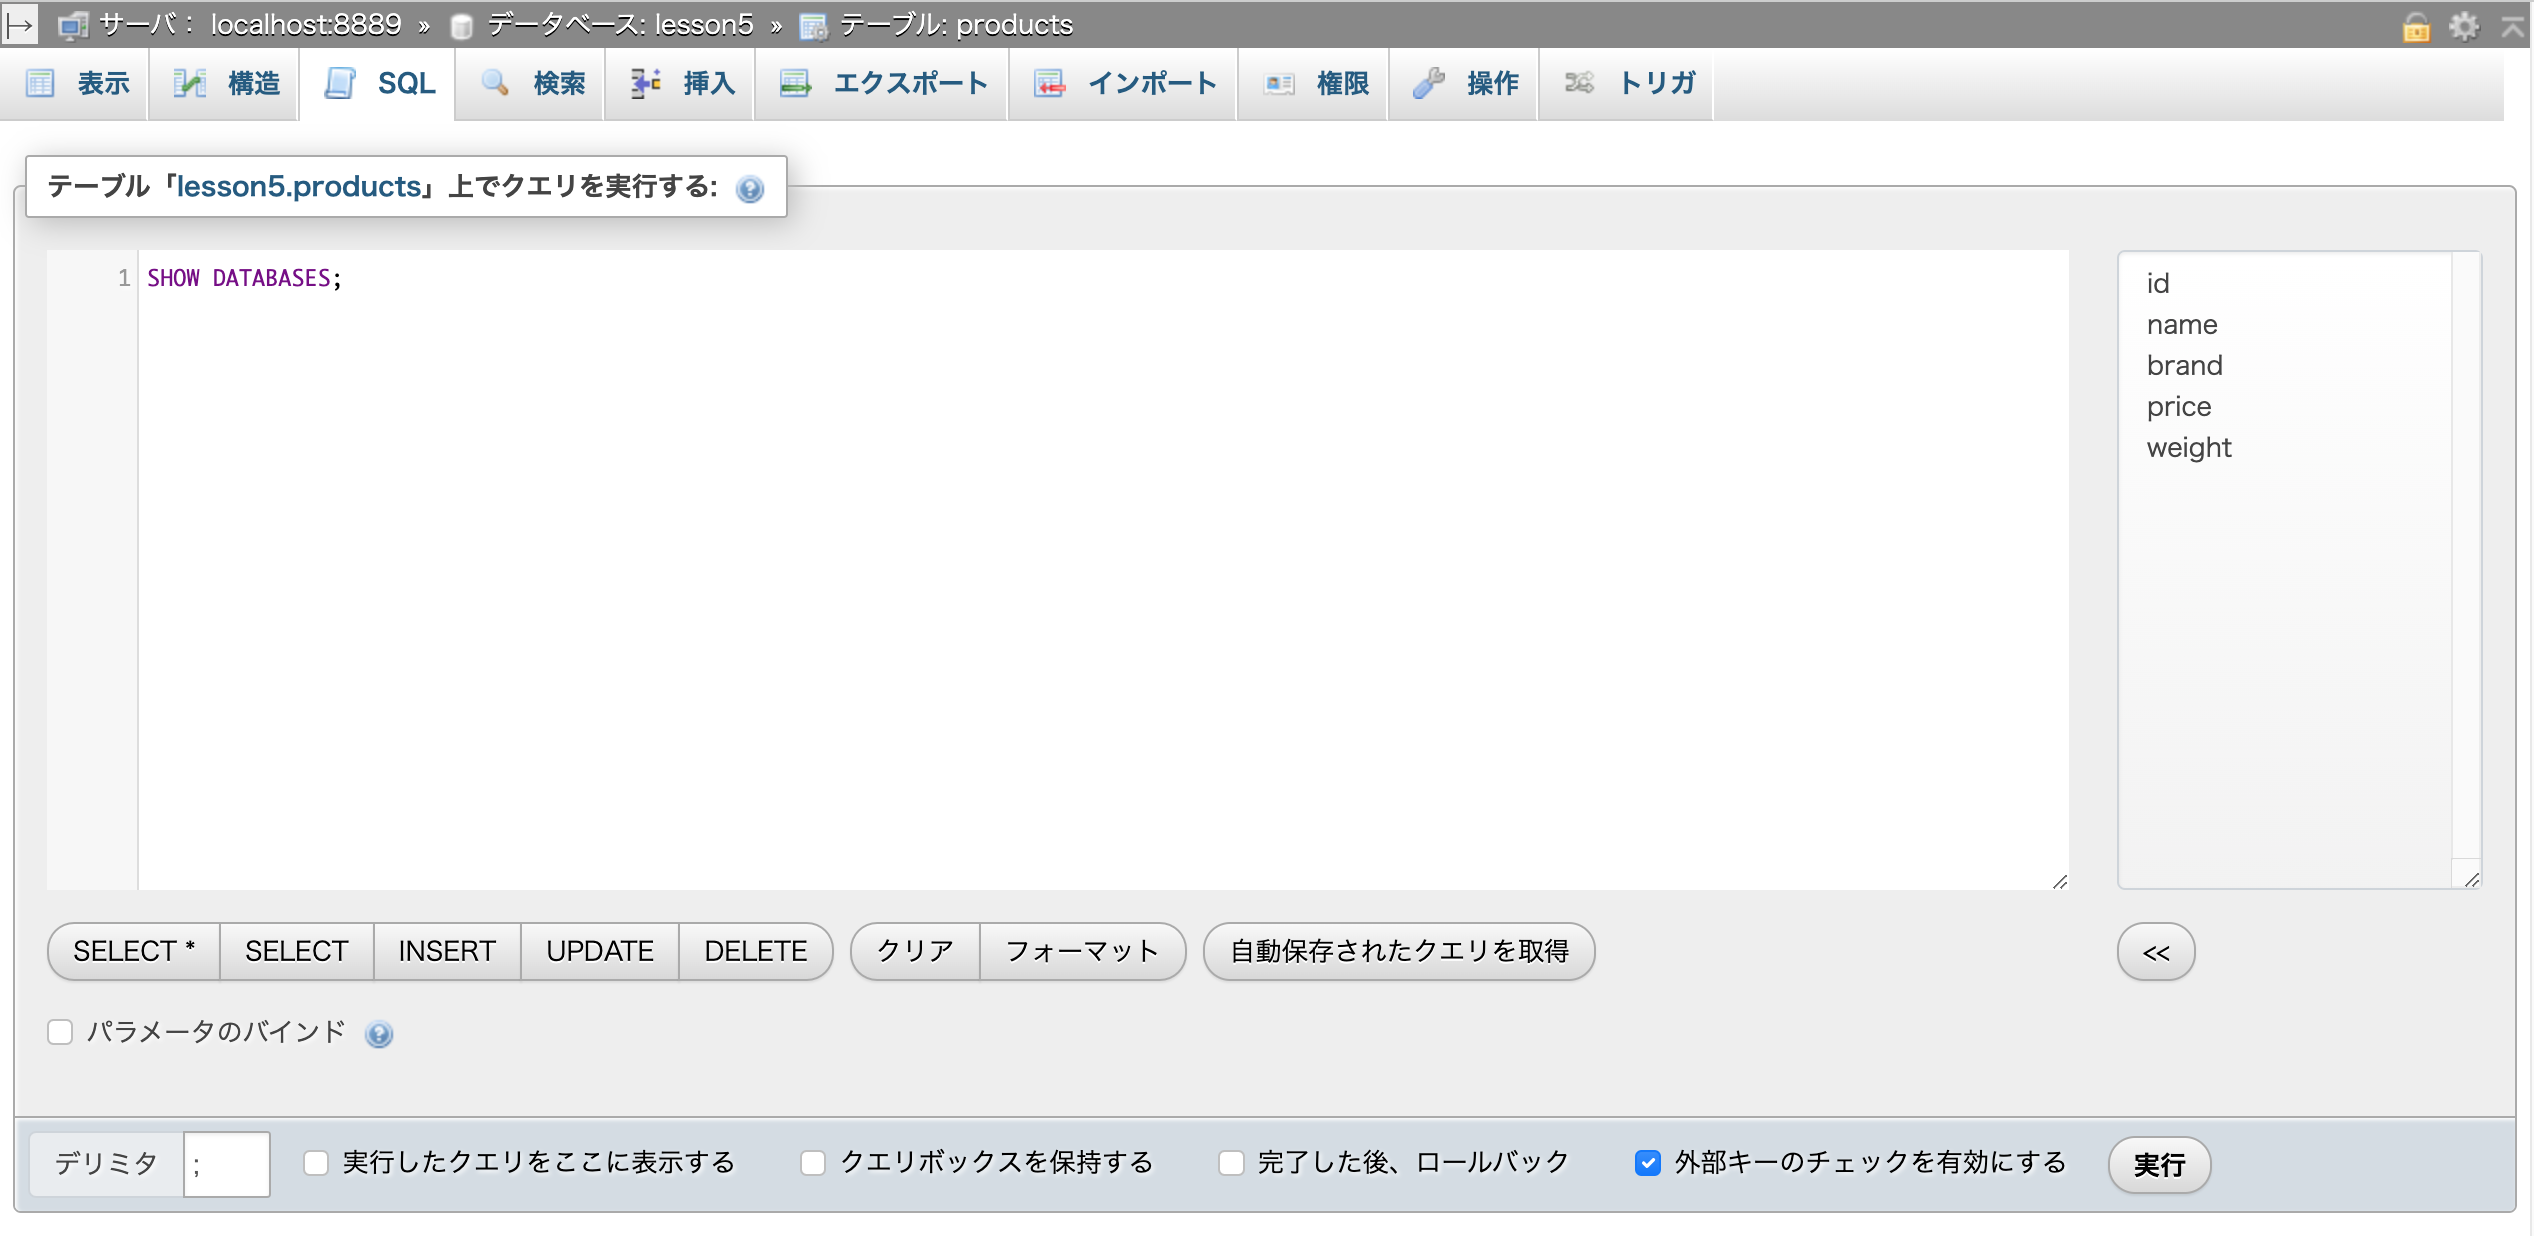 サーバ： localhost:8889 » データベース: lesson5 » テーブル: products
表示 構造 SQL 検索 挿入 エクスポート インポート 権限 操作 トリガ
テーブル「lesson5.products」上でクエリを実行する:
1 SHOW DATABASES;
id
name
brand
price
weight
SELECT * SELECT INSERT UPDATE DELETE クリア フォーマット 自動保存されたクエリを取得 <<
パラメータのバインド
デリミタ ; 実行したクエリをここに表示する クエリボックスを保持する 完了した後、ロールバック 外部キーのチェックを有効にする 実行